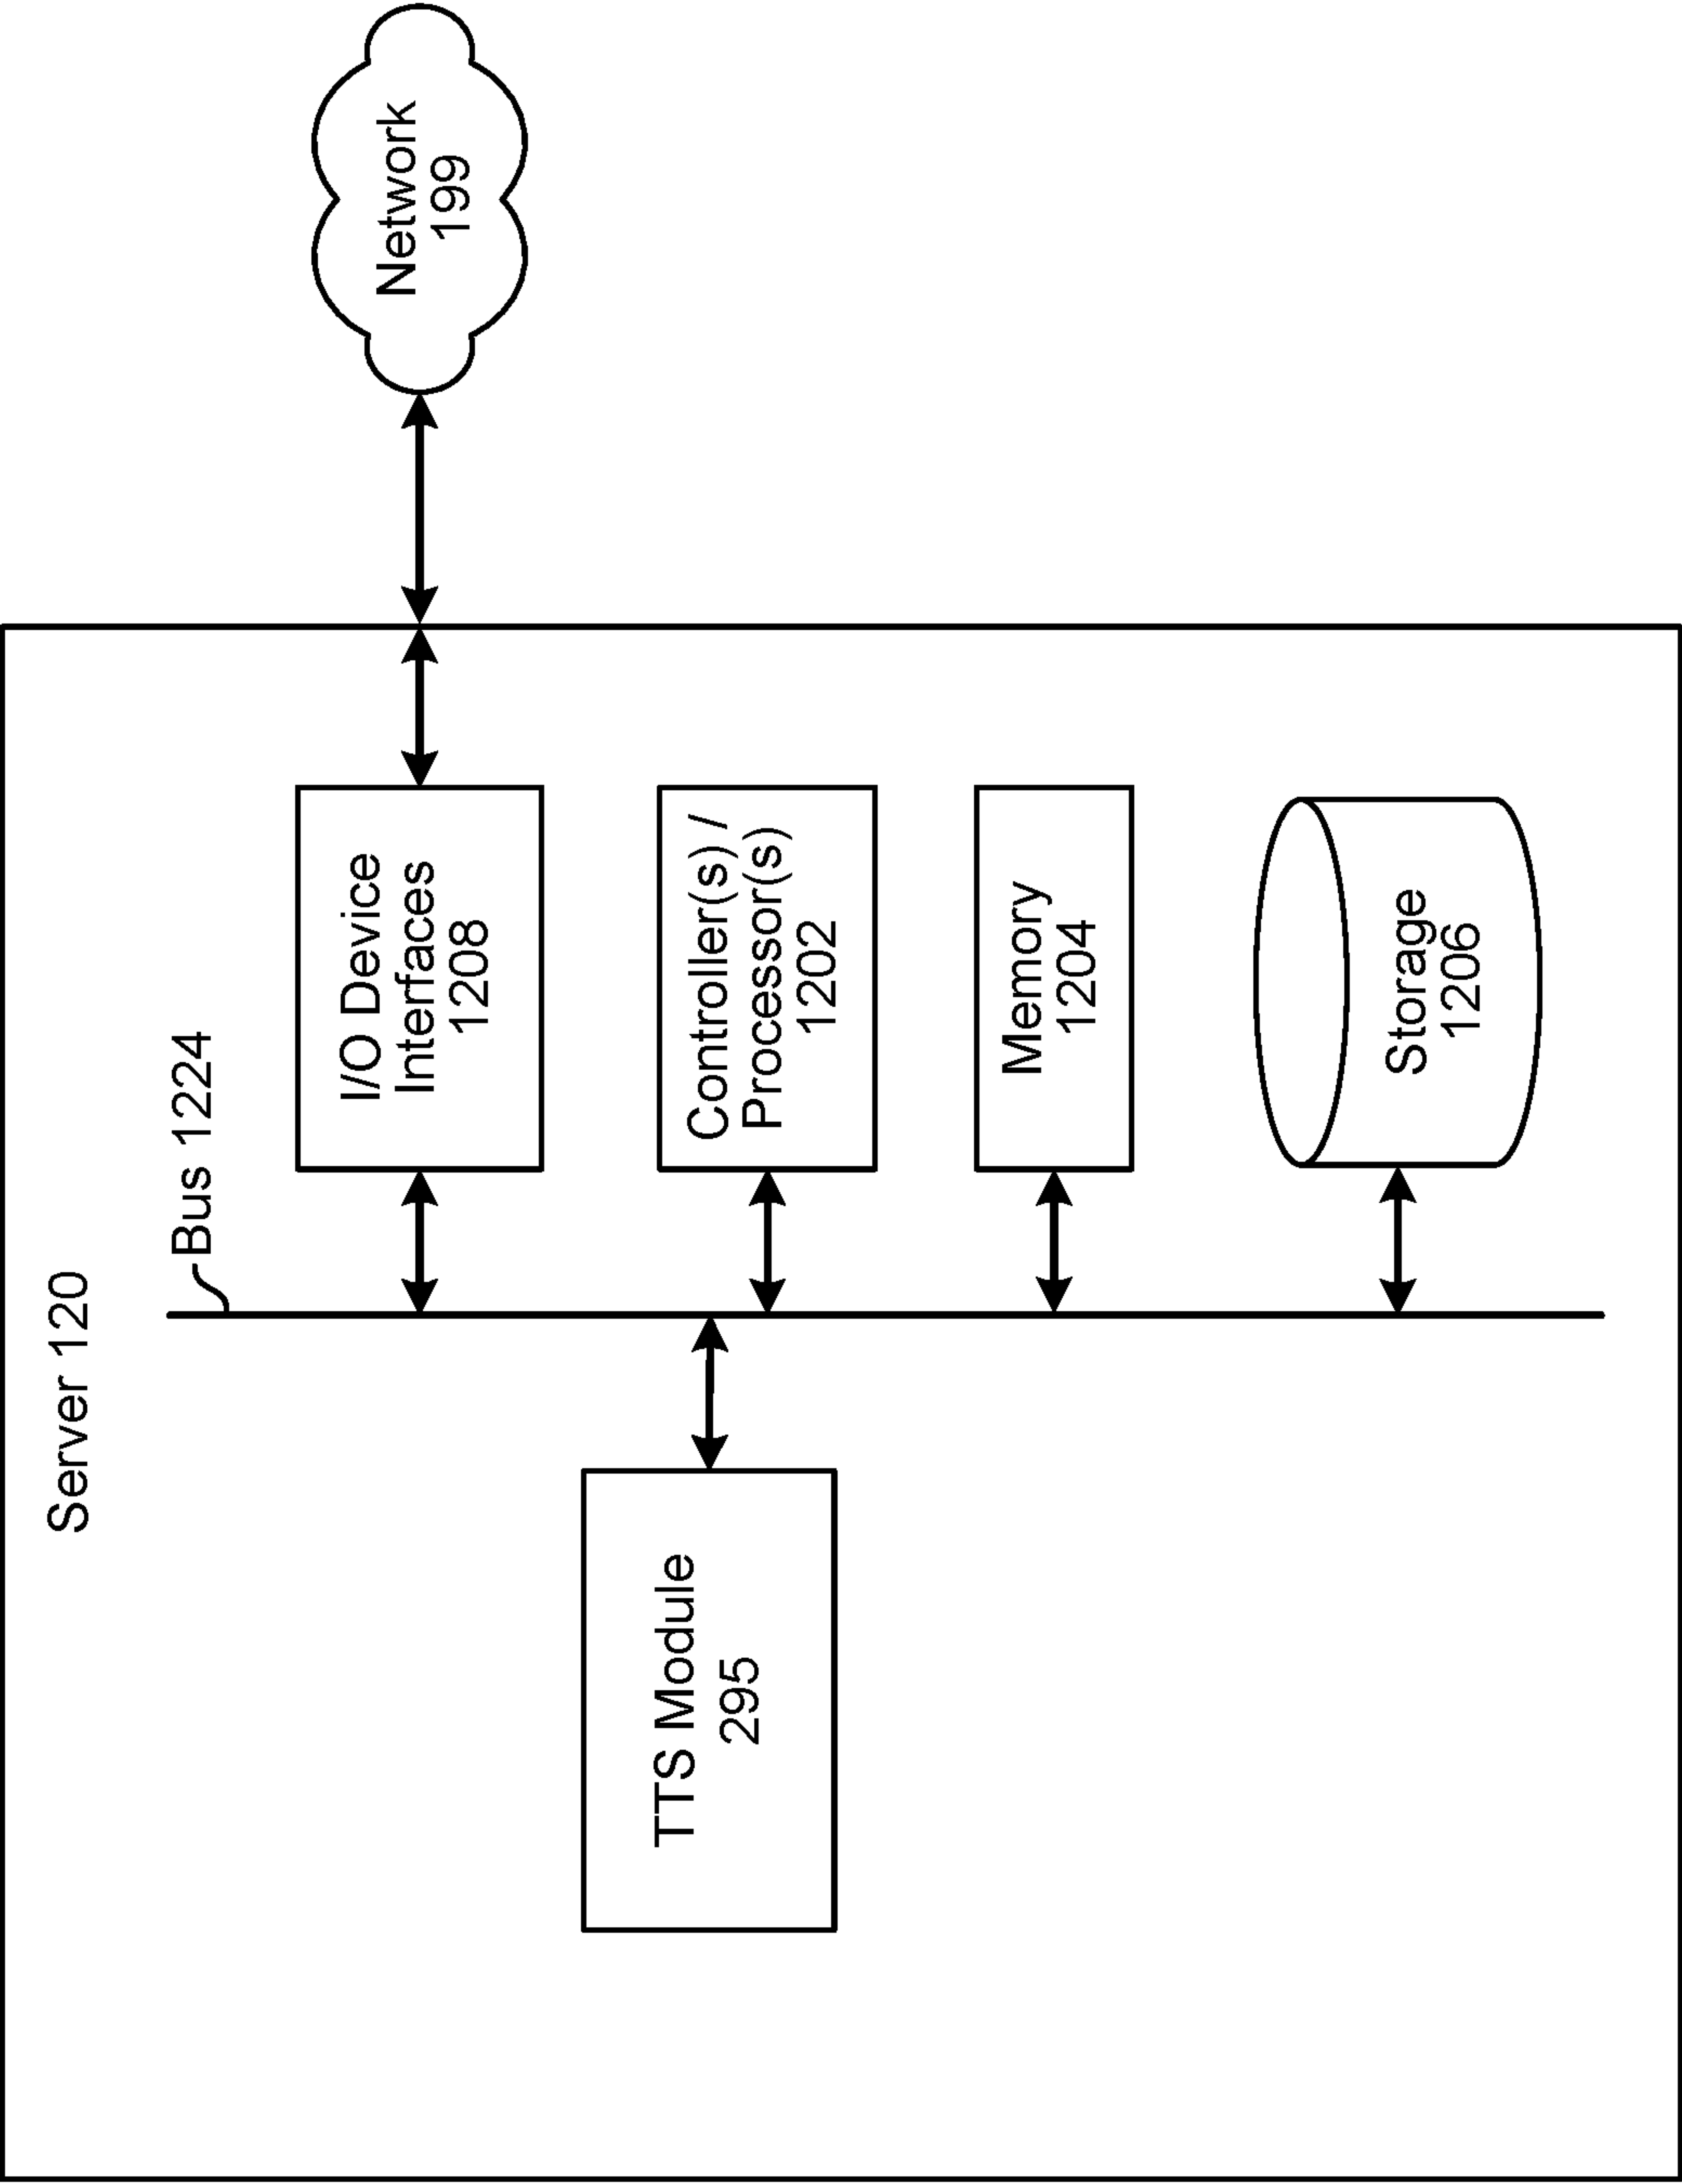 Server 120
Bus 1224
I/O Device
Interfaces
1208
Network
199
TTS Module
295
Controller(s) /
Processor(s)
1202
Memory
1204
Storage
1206